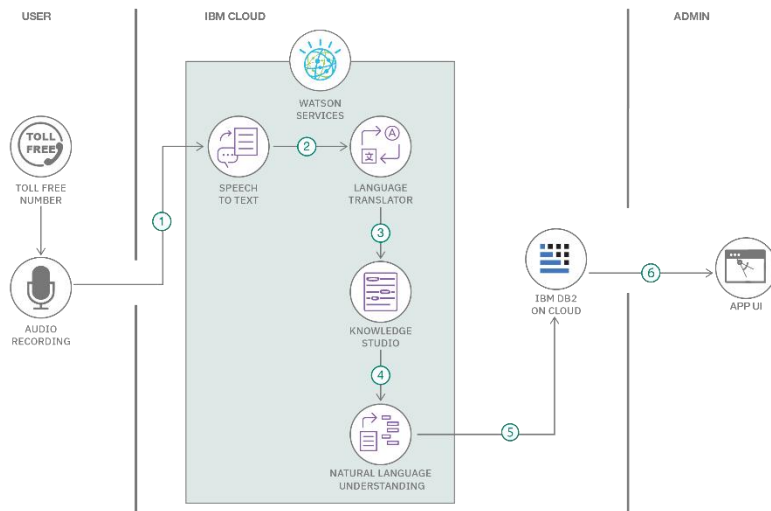 USER
IBM CLOUD
ADMIN
WATSON
SERVICES
TOLL
FREE
TOLL FREE
NUMBER
1
SPEECH
TO TEXT
2
A
文
LANGUAGE
TRANSLATOR
3
AUDIO
RECORDING
KNOWLEDGE
STUDIO
4
NATURAL LANGUAGE
UNDERSTANDING
5
IBM DB2
ON CLOUD
6
APP UI